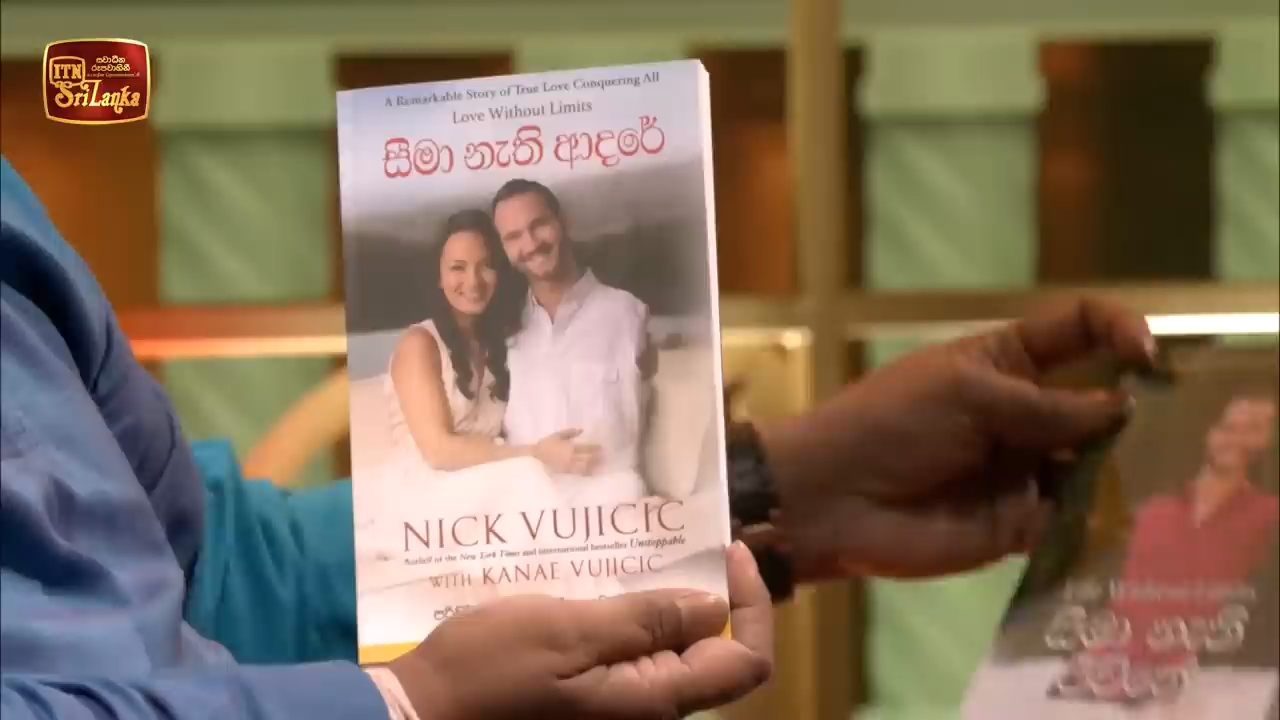 ස්වාධීන
රූපවාහිනී
ITN
Sri Lanka
A Remarkable Story of True Love Conquering All
Love Without Limits
සීමා නැති ආදරේ
NICK VUJICIC
Author of the New York Times and international bestseller Unstoppable
WITH KANAE VUJICIC
සීමා නැති